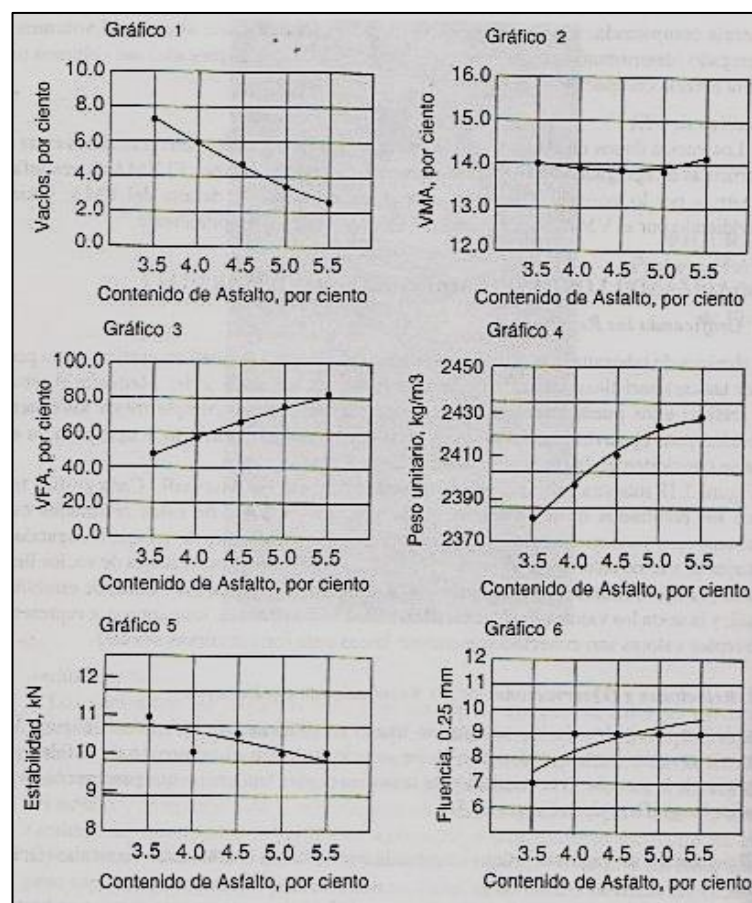 Gráfico 1
Vacíos, por ciento
10.0
8.0
6.0
4.0
2.0
0.0
3.5 4.0 4.5 5.0 5.5
Contenido de Asfalto, por ciento
Gráfico 2
VMA, por ciento
16.0
15.0
14.0
13.0
12.0
3.5 4.0 4.5 5.0 5.5
Contenido de Asfalto, por ciento
Gráfico 3
VFA, por ciento
100.0
80.0
60.0
40.0
20.0
0.0
3.5 4.0 4.5 5.0 5.5
Contenido de Asfalto, por ciento
Gráfico 4
Peso unitario, kg/m3
2450
2430
2410
2390
2370
3.5 4.0 4.5 5.0 5.5
Contenido de Asfalto, por ciento
Gráfico 5
Estabilidad, kN
12
11
10
9
8
3.5 4.0 4.5 5.0 5.5
Contenido de Asfalto, por ciento
Gráfico 6
Fluencia, 0.25 mm
12
11
10
9
8
7
6
3.5 4.0 4.5 5.0 5.5
Contenido de Asfalto, por ciento